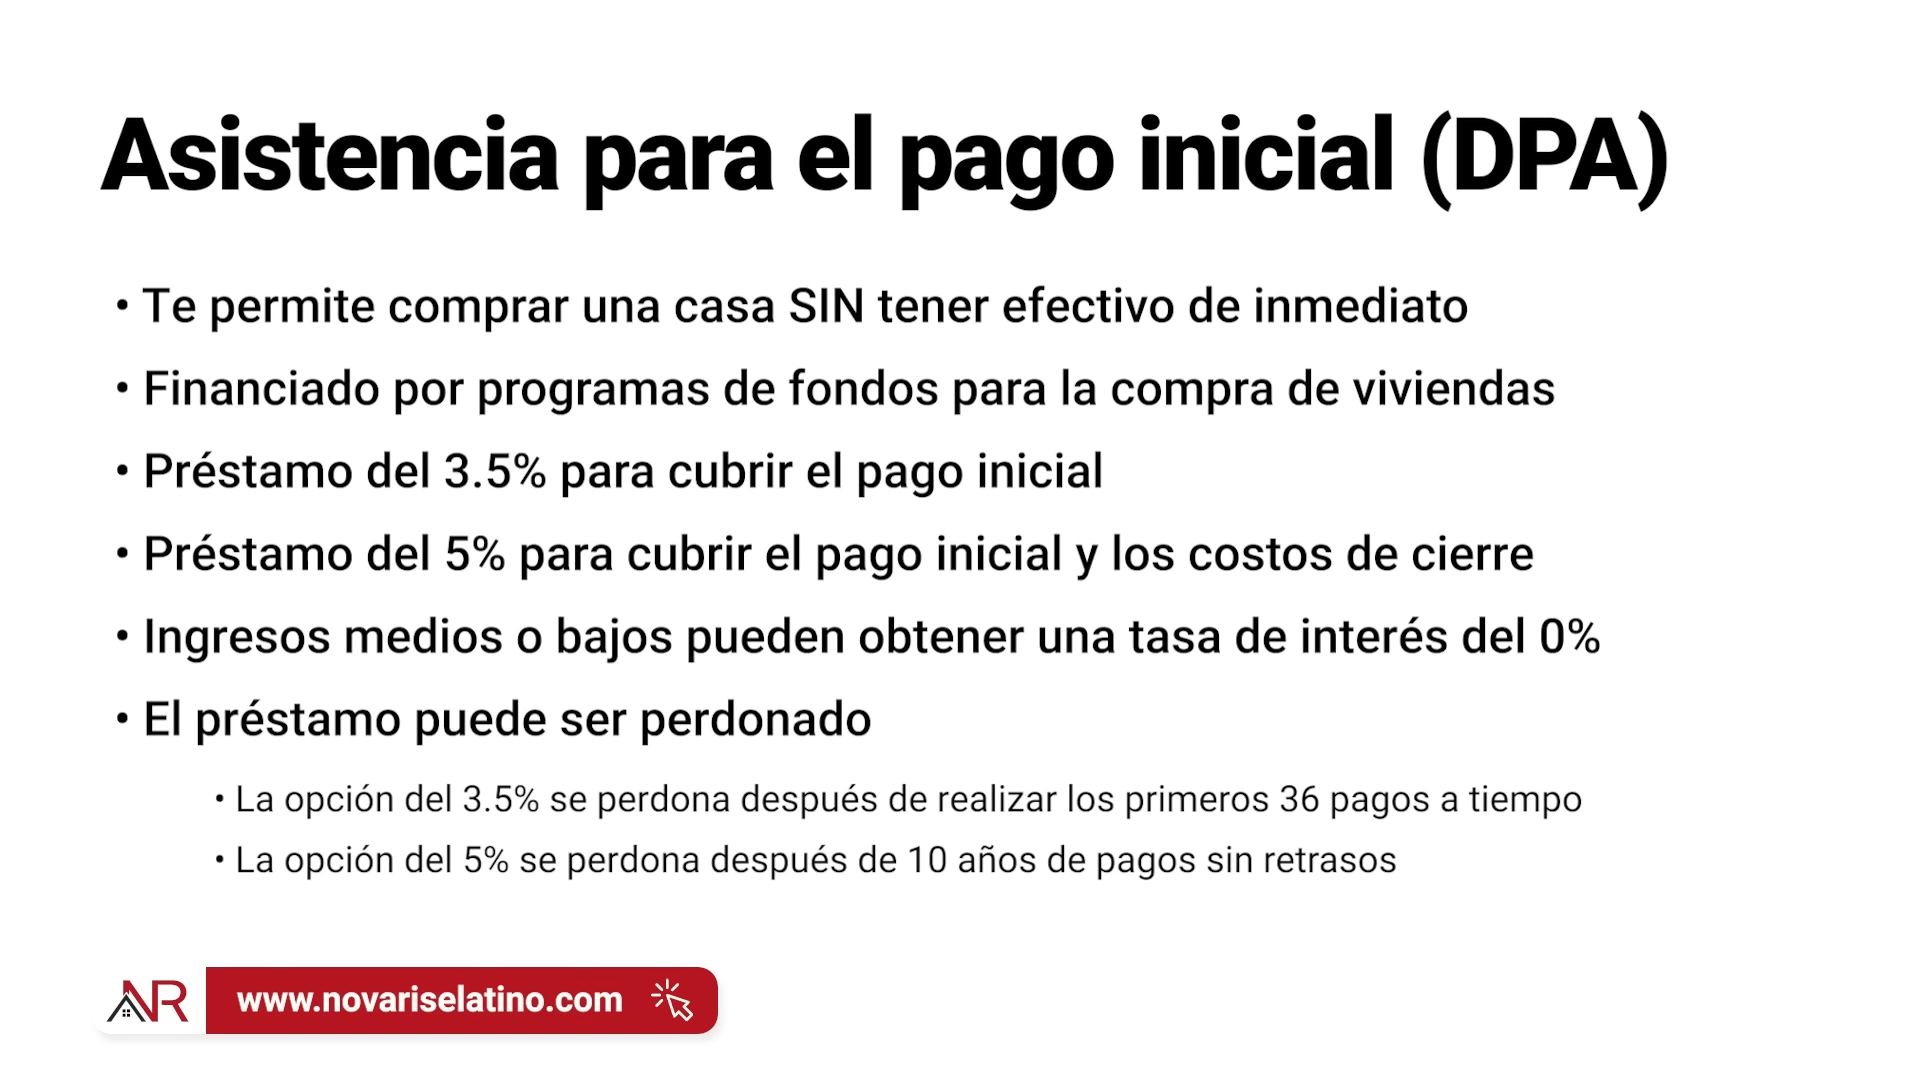 Asistencia para el pago inicial (DPA)
• Te permite comprar una casa SIN tener efectivo de inmediato
• Financiado por programas de fondos para la compra de viviendas
• Préstamo del 3.5% para cubrir el pago inicial
• Préstamo del 5% para cubrir el pago inicial y los costos de cierre
• Ingresos medios o bajos pueden obtener una tasa de interés del 0%
• El préstamo puede ser perdonado
• La opción del 3.5% se perdona después de realizar los primeros 36 pagos a tiempo
• La opción del 5% se perdona después de 10 años de pagos sin retrasos
NR www.novariselatino.com